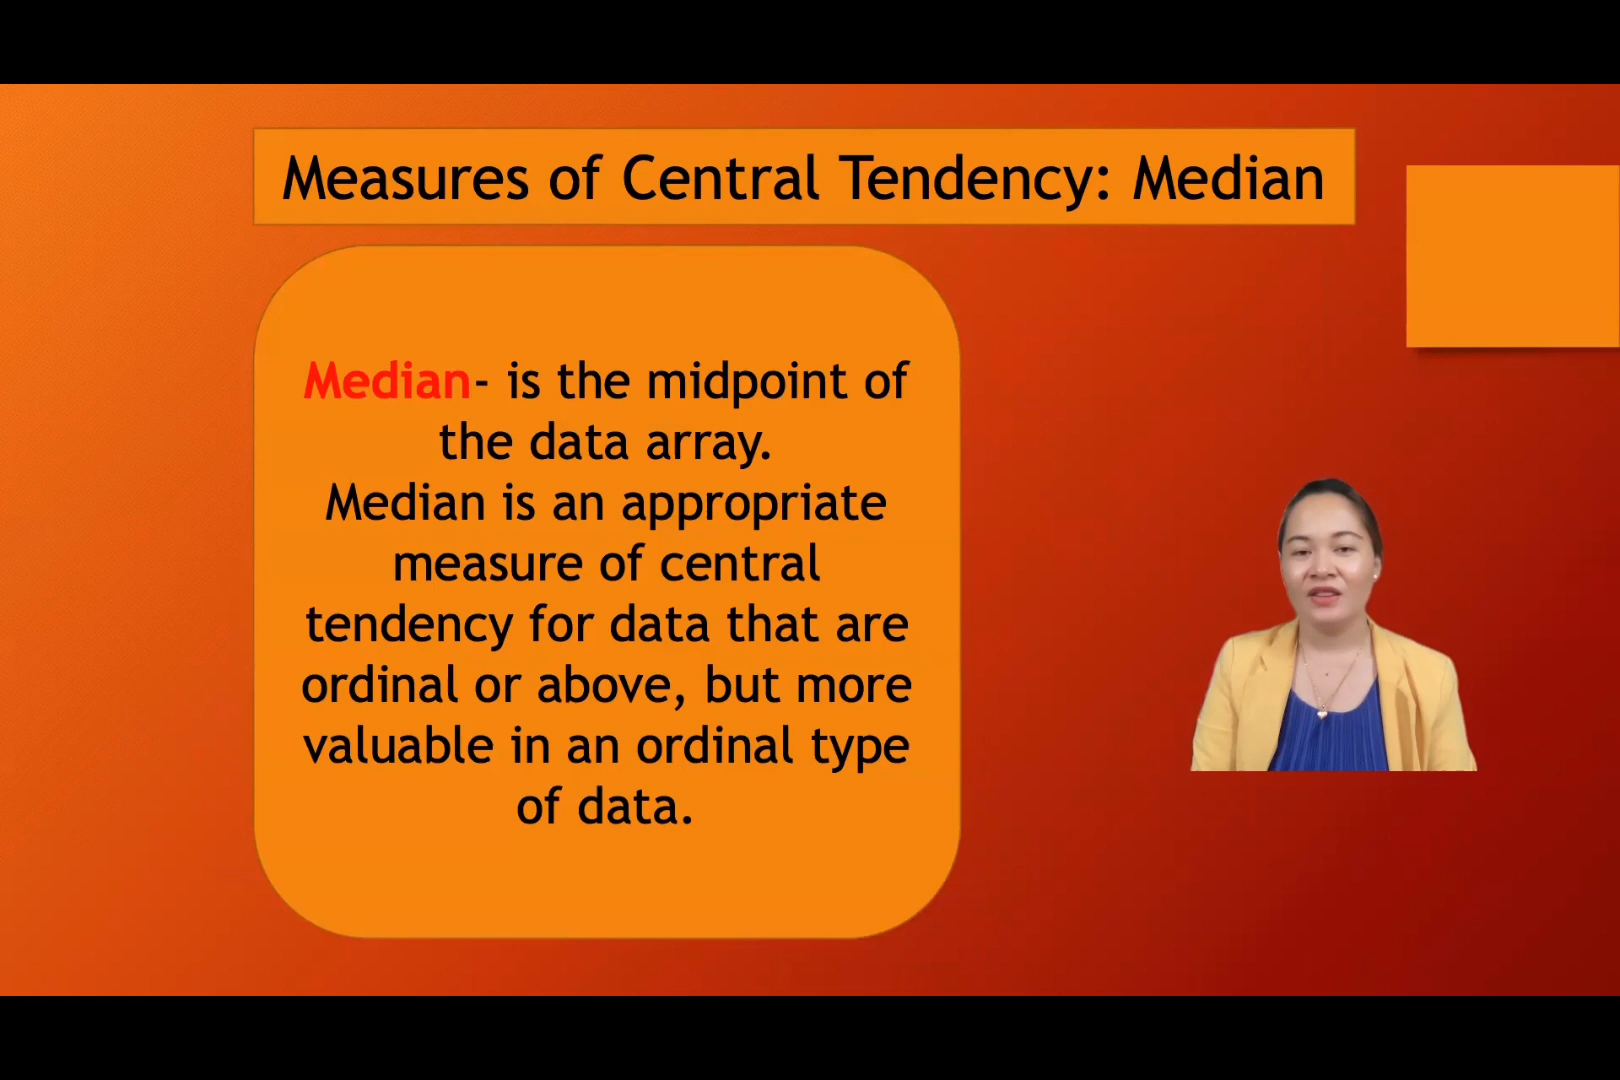 Measures of Central Tendency: Median
Median- is the midpoint of
the data array.
Median is an appropriate
measure of central
tendency for data that are
ordinal or above, but more
valuable in an ordinal type
of data.